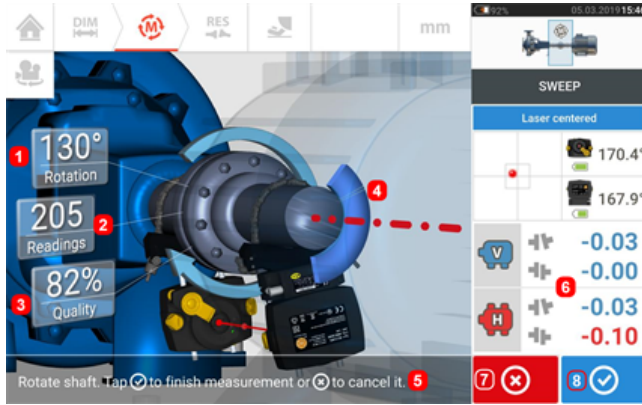 DIM
M
RES
mm
92%
05.03.2019 15:40
SWEEP
Laser centered
1
130°
Rotation
2
205
Readings
3
82%
Quality
4
170.4°
167.9°
V
-0.03
-0.00
6
H
-0.03
-0.10
Rotate shaft. Tap to finish measurement or to cancel it. 5
7
8